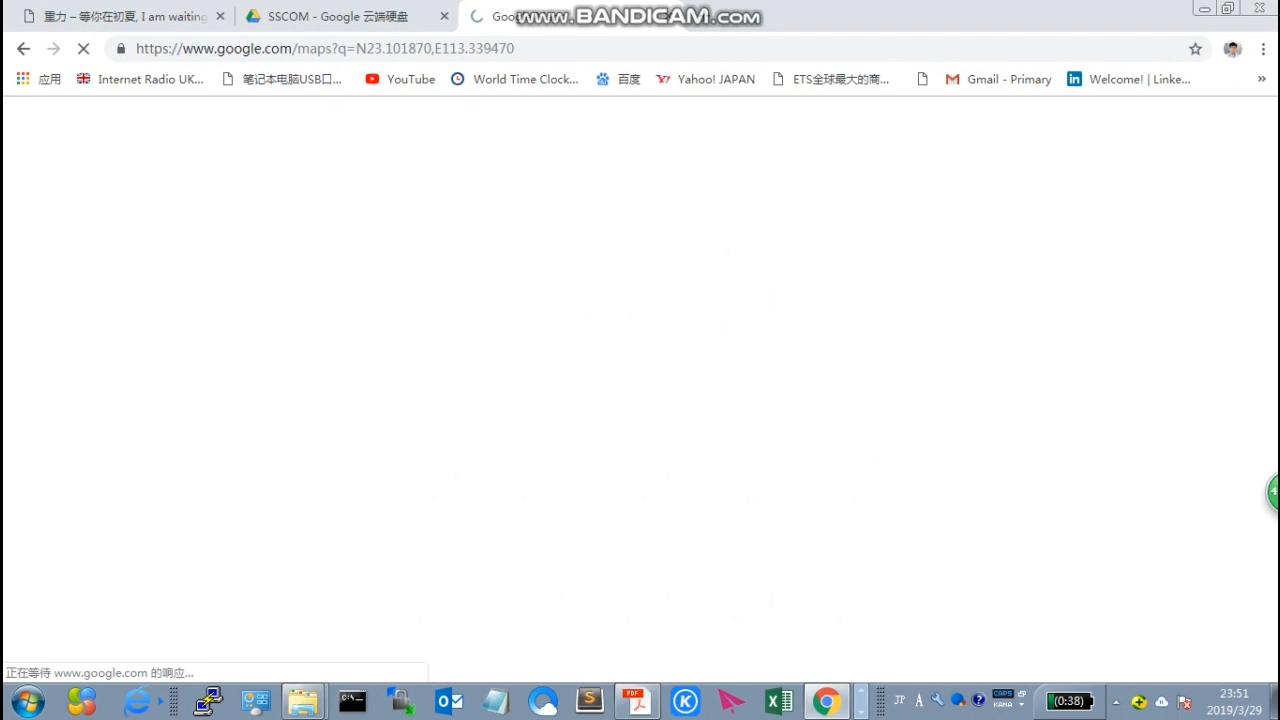 重力 – 等你在初夏, I am waiting
SSCOM - Google 云端硬盘
Goo
www.BANDICAM.com
https://www.google.com/maps?q=N23.101870,E113.339470
应用 Internet Radio UK... 笔记本电脑USB口... YouTube World Time Clock... 百度 Yahoo! JAPAN ETS全球最大的商... Gmail - Primary Welcome! | Linke... »
正在等待 www.google.com 的响应...
JP A CAPS KANA (0:38) 23:51
2019/3/29